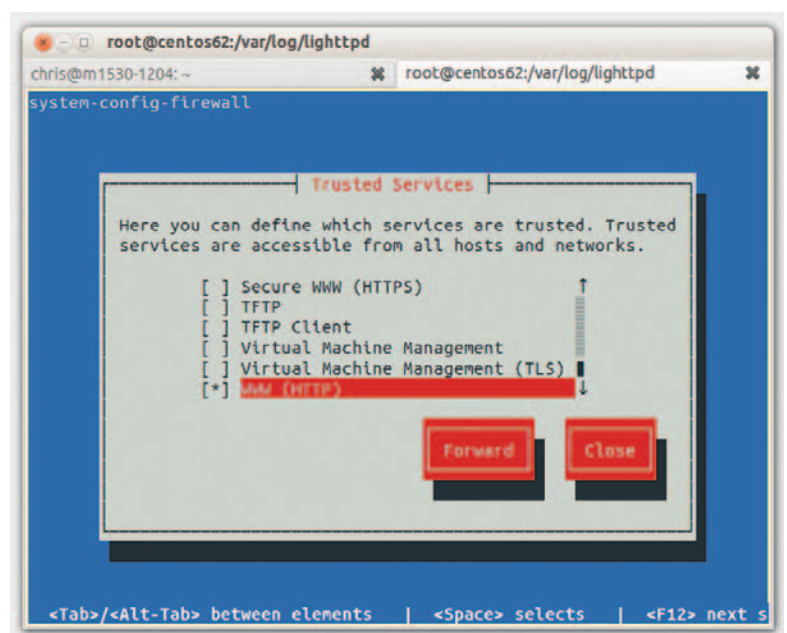 root@centos62:/var/log/lighttpd
chris@m1530-1204: ~ root@centos62:/var/log/lighttpd
system-config-firewall
Trusted Services
Here you can define which services are trusted. Trusted
services are accessible from all hosts and networks.
[ ] Secure WWW (HTTPS)
[ ] TFTP
[ ] TFTP Client
[ ] Virtual Machine Management
[ ] Virtual Machine Management (TLS)
[*] WWW (HTTP)
Forward Close
<Tab>/<Alt-Tab> between elements | <Space> selects | <F12> next s